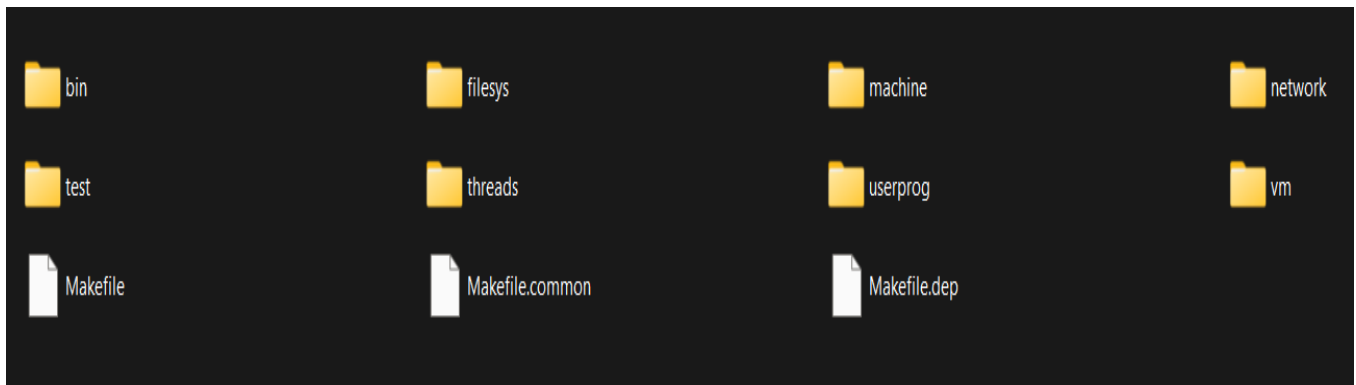 bin filesys machine network
test threads userprog vm
Makefile Makefile.common Makefile.dep